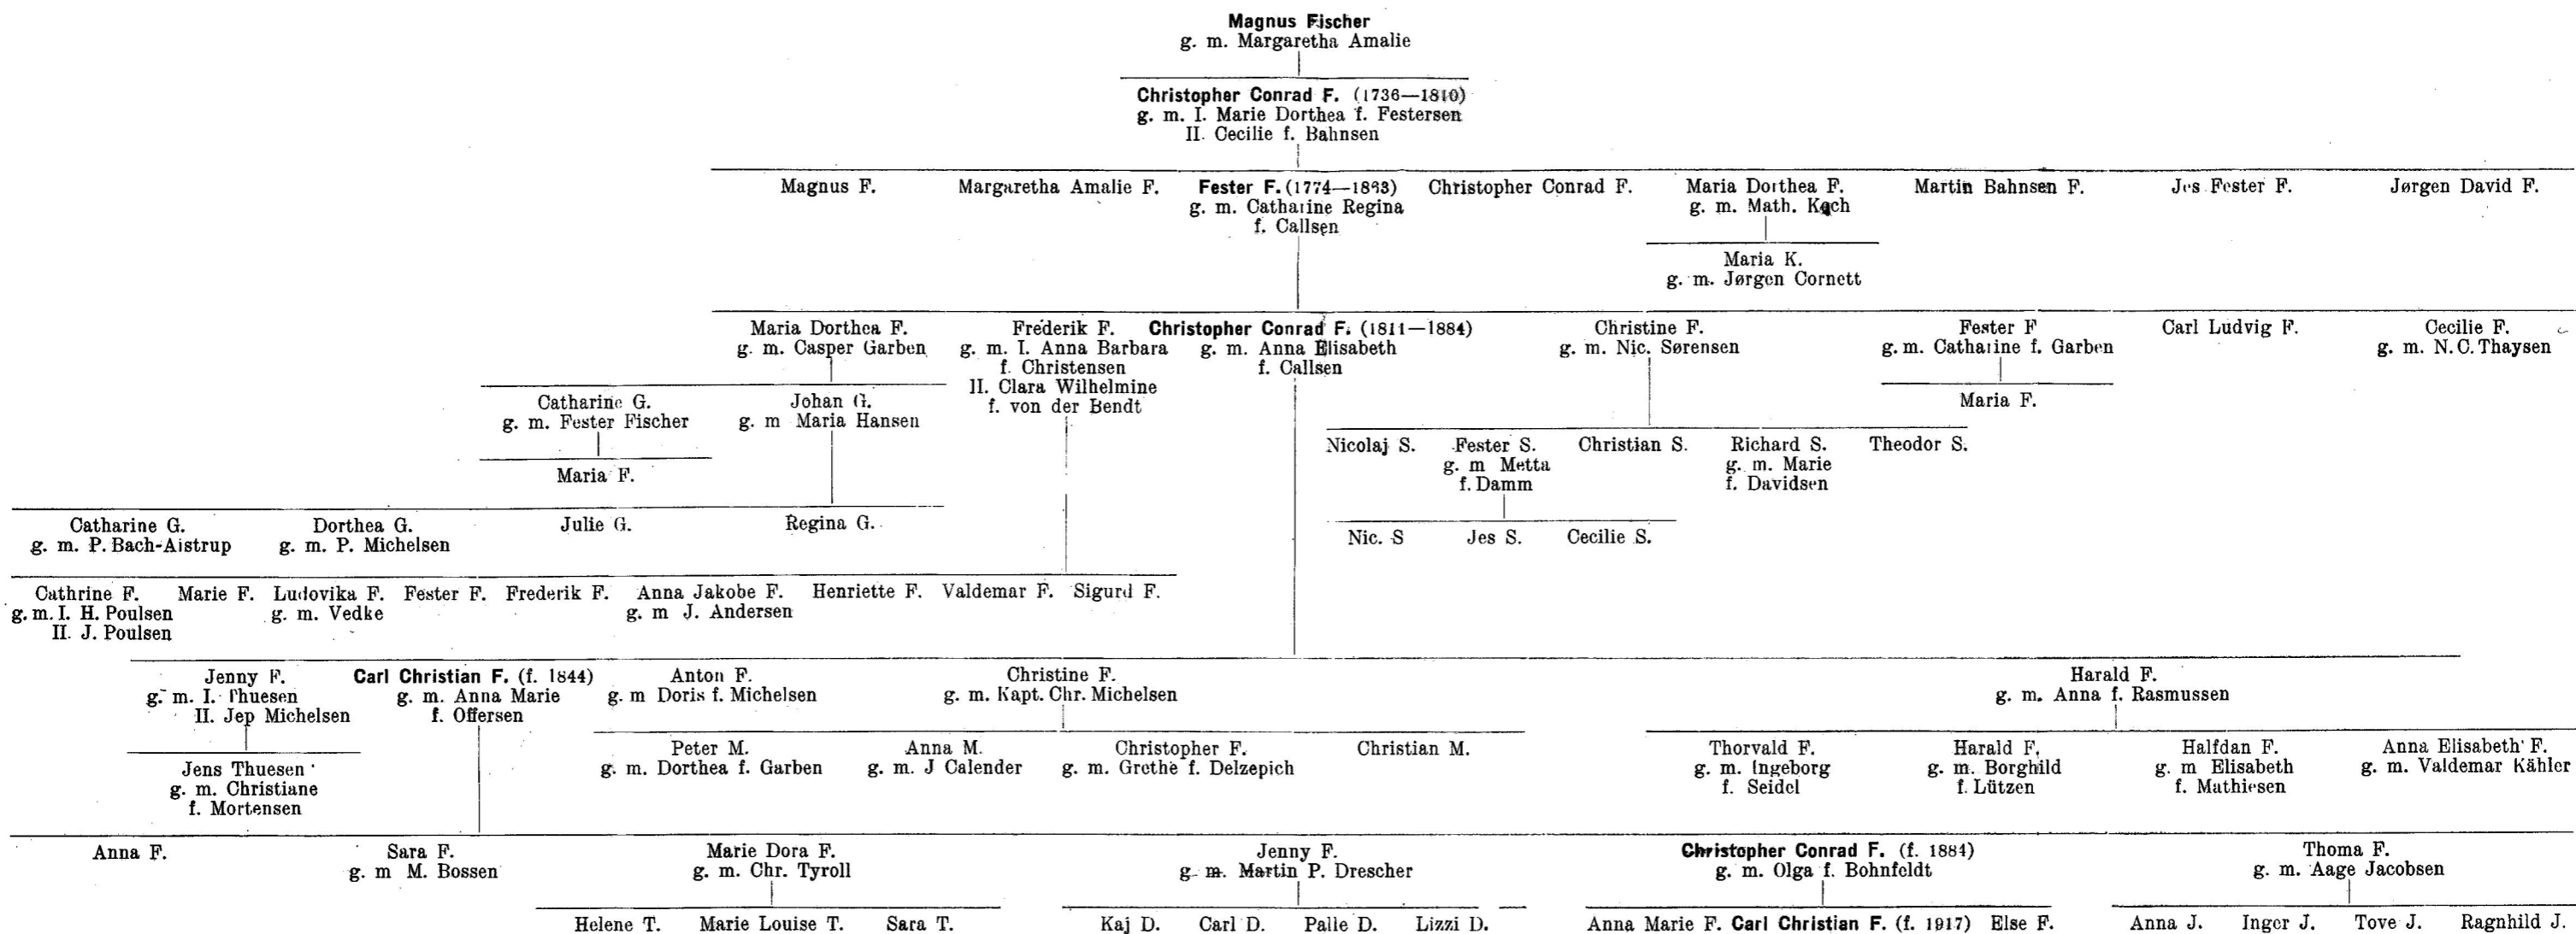 Magnus Fischer
g. m. Margaretha Amalie
Christopher Conrad F. (1736—1810)
g. m. I. Marie Dorthea f. Festersen
II. Cecilie f. Bahnsen
Magnus F. Margaretha Amalie F. Fester F. (1774—1883) Christopher Conrad F. Maria Dorthea F. Martin Bahnsen F. Jes Fester F. Jørgen David F.
g. m. Catharine Regina g. m. Math. Koch
f. Callsen
Maria K.
g. m. Jørgen Cornett
Maria Dorthea F. Frederik F. Christopher Conrad F. (1811—1884) Christine F. Fester F Carl Ludvig F. Cecilie F.
g. m. Casper Garben g. m. I. Anna Barbara g. m. Anna Elisabeth g. m. Nic. Sørensen g. m. Catharine f. Garben g. m. N. C. Thaysen
f. Christensen f. Callsen
II. Clara Wilhelmine
f. von der Bendt
Catharine G. Johan G. Maria F.
g. m. Fester Fischer g. m Maria Hansen
Nicolaj S. Fester S. Christian S. Richard S. Theodor S.
g. m Metta g. m. Marie
f. Damm f. Davidsen
Maria F.
Catharine G. Dorthea G. Julie G. Regina G.
g. m. P. Bach-Aistrup g. m. P. Michelsen
Nic. S Jes S. Cecilie S.
Cathrine F. Marie F. Ludovika F. Fester F. Frederik F. Anna Jakobe F. Henriette F. Valdemar F. Sigurd F.
g. m. I. H. Poulsen g. m. Vedke g. m J. Andersen
II. J. Poulsen
Jenny F. Carl Christian F. (f. 1844) Anton F. Christine F. Harald F.
g. m. I. Thuesen g. m. Anna Marie g. m Doris f. Michelsen g. m. Kapt. Chr. Michelsen g. m. Anna f. Rasmussen
II. Jep Michelsen f. Offersen
Peter M. Anna M. Christopher F. Christian M. Thorvald F. Harald F. Halfdan F. Anna Elisabeth F.
g. m. Dorthea f. Garben g. m. J Calender g. m. Grethe f. Delzepich g. m. Ingeborg g. m. Borghild g. m Elisabeth g. m. Valdemar Kähler
f. Seidel f. Lützen f. Mathiesen
Jens Thuesen
g. m. Christiane
f. Mortensen
Anna F. Sara F. Marie Dora F. Jenny F. Christopher Conrad F. (f. 1884) Thoma F.
g. m M. Bossen g. m. Chr. Tyroll g. m. Martin P. Drescher g. m. Olga f. Bohnfeldt g. m. Aage Jacobsen
Helene T. Marie Louise T. Sara T. Kaj D. Carl D. Palle D. Lizzi D. Anna Marie F. Carl Christian F. (f. 1917) Else F. Anna J. Inger J. Tove J. Ragnhild J.